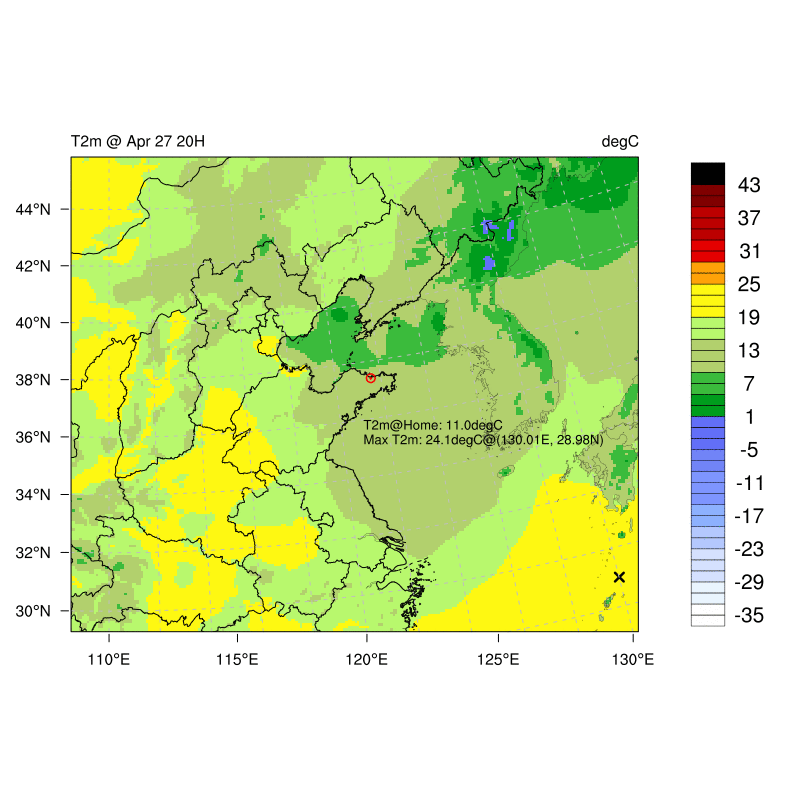 T2m @ Apr 27 20H
degC
44°N
42°N
40°N
38°N
36°N
34°N
32°N
30°N
110°E
115°E
120°E
125°E
130°E
T2m@Home: 11.0degC
Max T2m: 24.1degC@(130.01E, 28.98N)
43
37
31
25
19
13
7
1
-5
-11
-17
-23
-29
-35